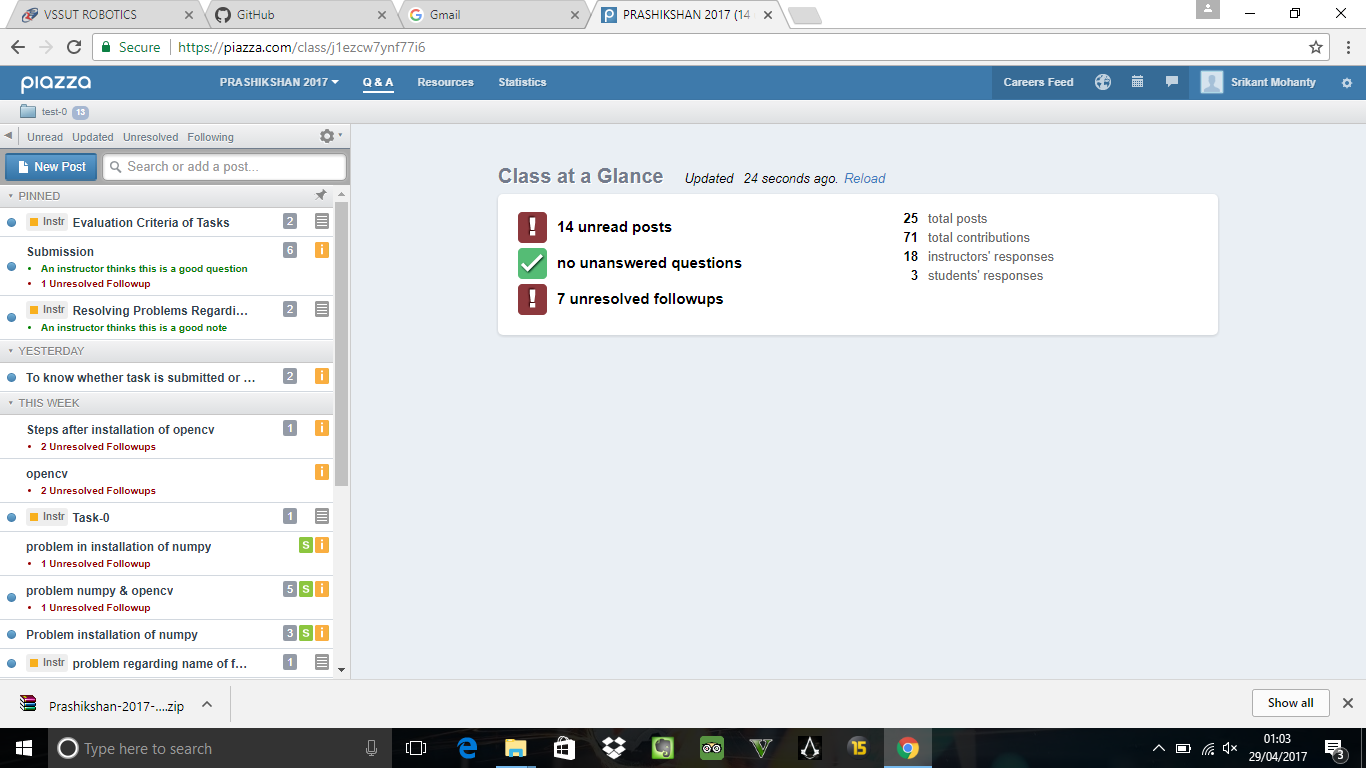 VSSUT ROBOTICS
GitHub
Gmail
PRASHIKSHAN 2017 (14
Secure
https://piazza.com/class/j1ezcw7ynf77i6
piazza
PRASHIKSHAN 2017
Q & A
Resources
Statistics
Careers Feed
Srikant Mohanty
test-0 13
Unread Updated Unresolved Following
New Post
Search or add a post...
PINNED
Instr Evaluation Criteria of Tasks 2
Submission 6 i
• An instructor thinks this is a good question
• 1 Unresolved Followup
Instr Resolving Problems Regardi... 2
• An instructor thinks this is a good note
YESTERDAY
To know whether task is submitted or ... 2 i
THIS WEEK
Steps after installation of opencv 1 i
• 2 Unresolved Followups
opencv i
• 2 Unresolved Followups
Instr Task-0 1
problem in installation of numpy S i
• 1 Unresolved Followup
problem numpy & opencv 5 S i
• 1 Unresolved Followup
Problem installation of numpy 3 S i
Instr problem regarding name of f... 1
Class at a Glance Updated 24 seconds ago. Reload
! 14 unread posts
no unanswered questions
! 7 unresolved followups
25 total posts
71 total contributions
18 instructors' responses
3 students' responses
Prashikshan-2017-....zip
Show all
Type here to search
15
01:03
29/04/2017
3